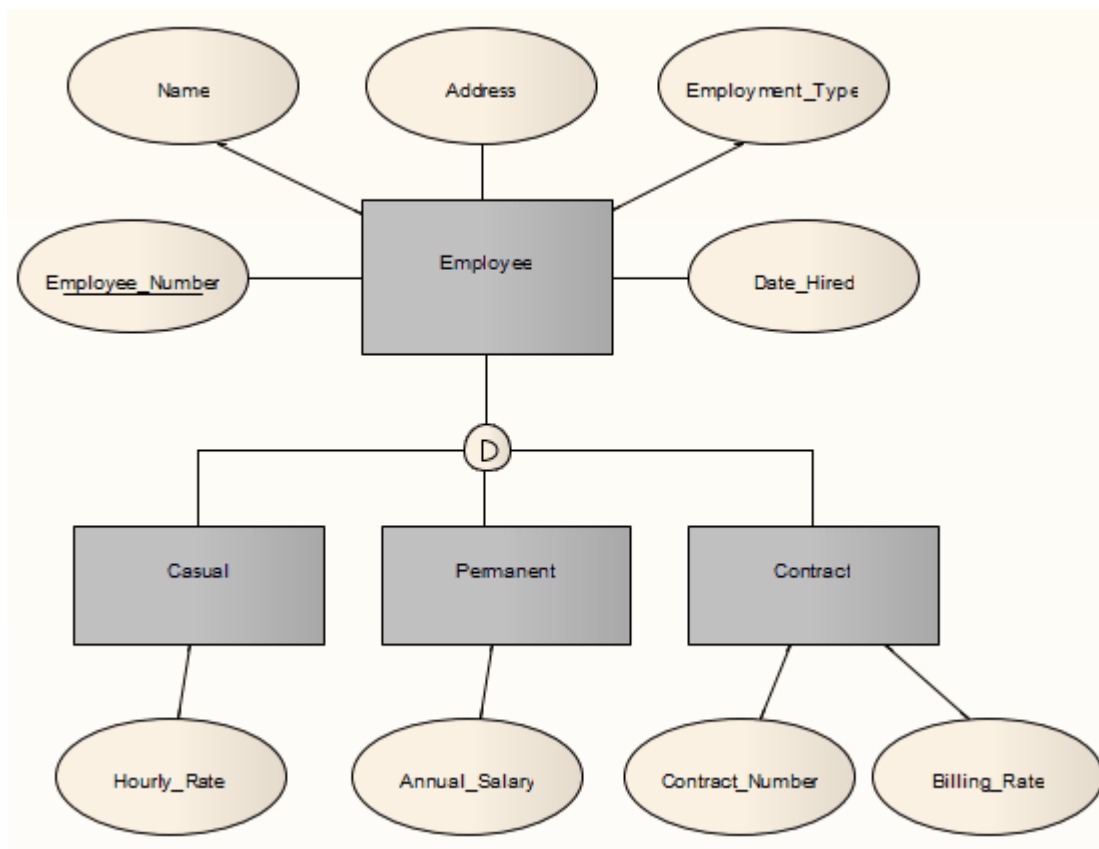 Name
Address
Employment_Type
Employee_Number
Employee
Date_Hired
D
Casual
Permanent
Contract
Hourly_Rate
Annual_Salary
Contract_Number
Billing_Rate